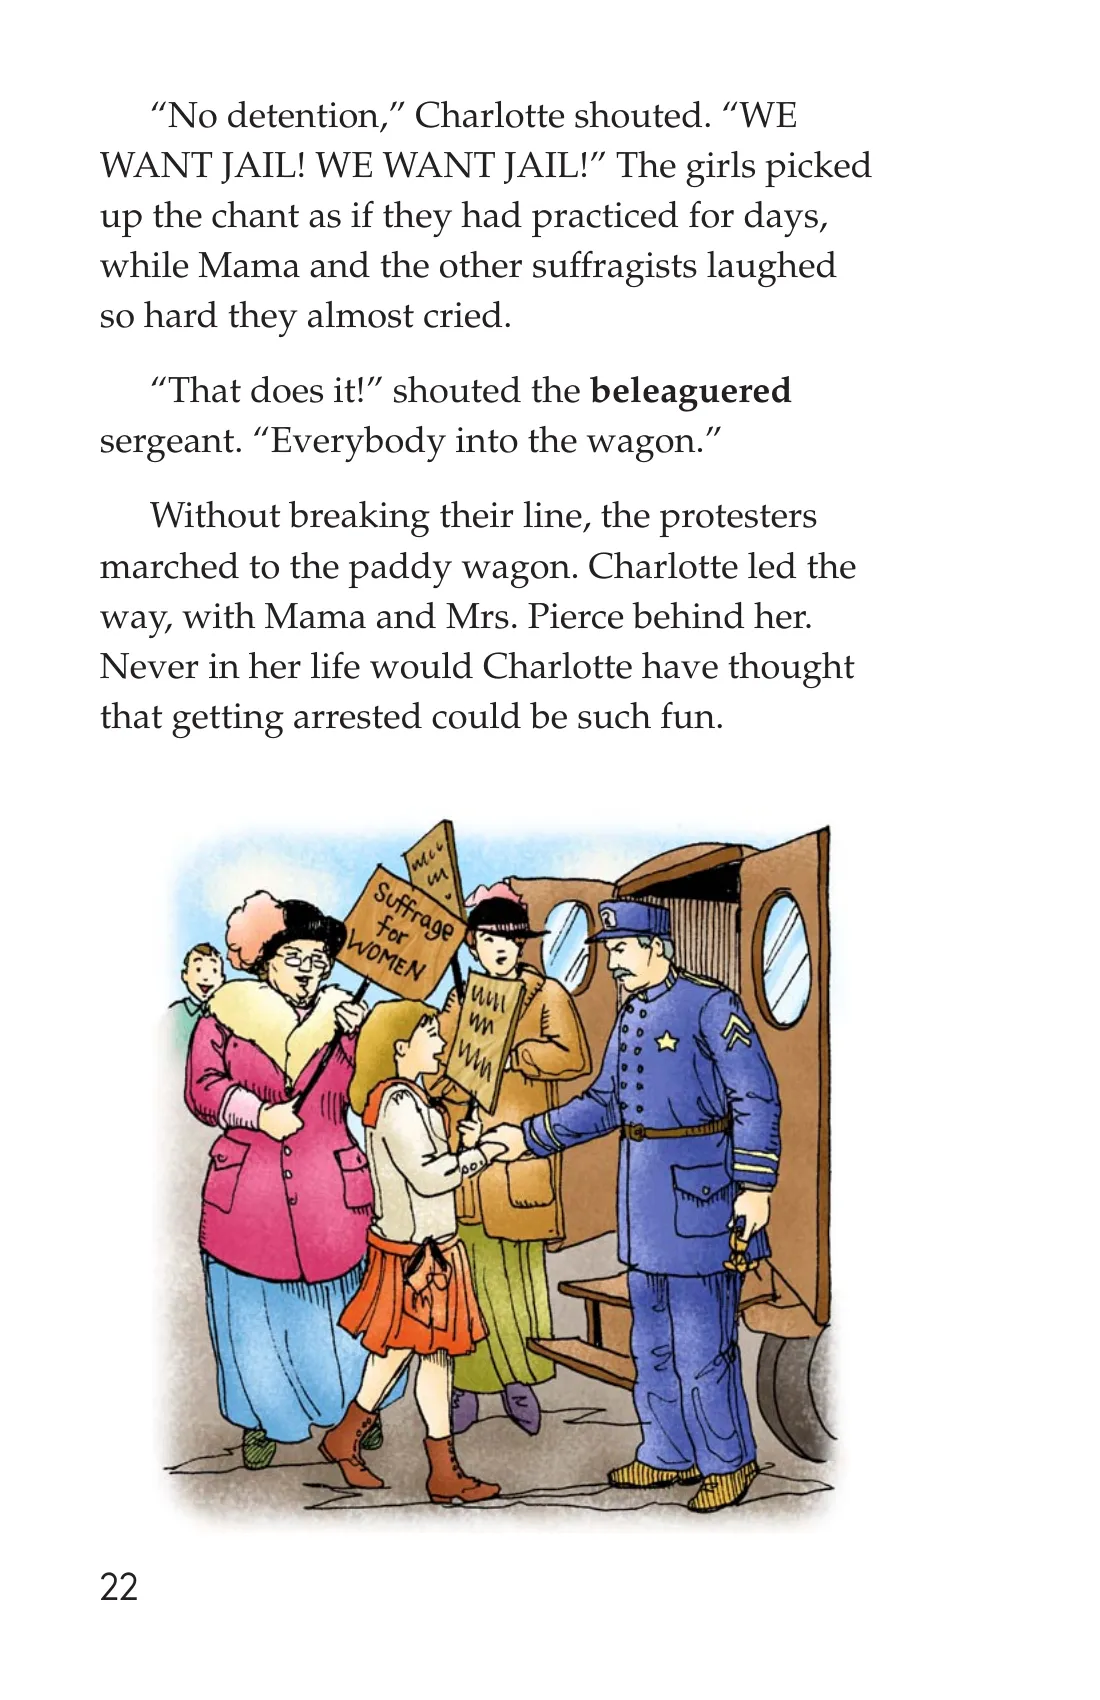 “No detention,” Charlotte shouted. “WE
WANT JAIL! WE WANT JAIL!” The girls picked
up the chant as if they had practiced for days,
while Mama and the other suffragists laughed
so hard they almost cried.
“That does it!” shouted the beleaguered
sergeant. “Everybody into the wagon.”
Without breaking their line, the protesters
marched to the paddy wagon. Charlotte led the
way, with Mama and Mrs. Pierce behind her.
Never in her life would Charlotte have thought
that getting arrested could be such fun.
Suffrage
for
WOMEN
22